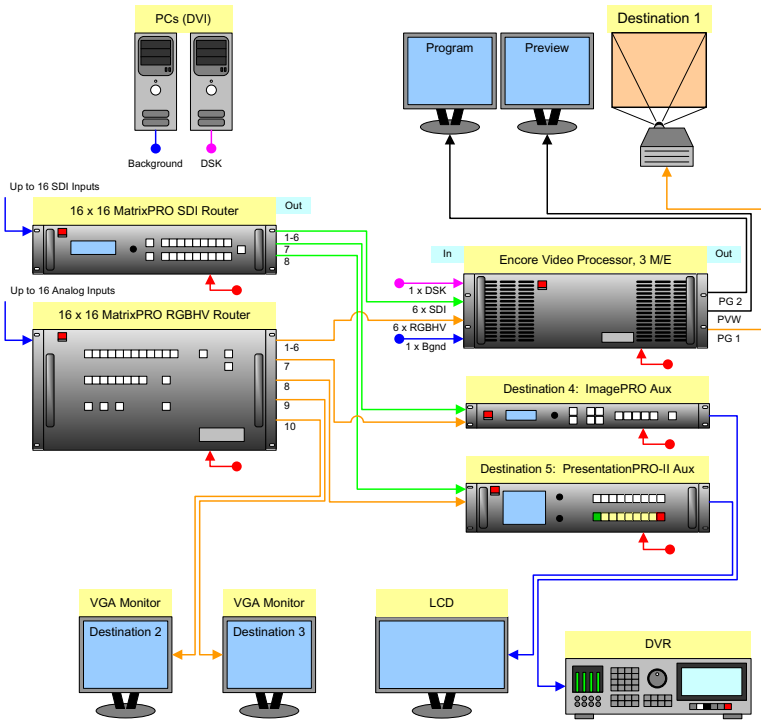 PCs (DVI)
Background
DSK
Program
Preview
Destination 1
Up to 16 SDI Inputs
16 x 16 MatrixPRO SDI Router
Out
1-6
7
8
Up to 16 Analog Inputs
16 x 16 MatrixPRO RGBHV Router
1-6
7
8
9
10
In
Encore Video Processor, 3 M/E
Out
1 x DSK
6 x SDI
6 x RGBHV
1 x Bgnd
PG 2
PVW
PG 1
Destination 4: ImagePRO Aux
Destination 5: PresentationPRO-II Aux
VGA Monitor
Destination 2
VGA Monitor
Destination 3
LCD
DVR